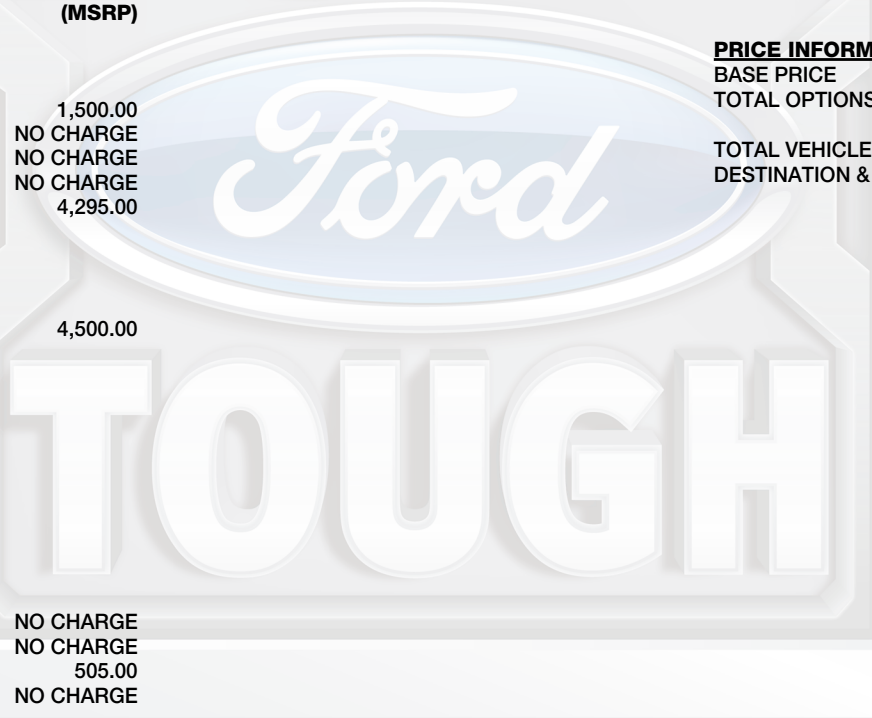 (MSRP)
1,500.00
NO CHARGE
NO CHARGE
NO CHARGE
4,295.00
4,500.00
NO CHARGE
NO CHARGE
505.00
NO CHARGE
PRICE INFORM
BASE PRICE
TOTAL OPTIONS
TOTAL VEHICLE
DESTINATION &
Ford
TOUGH